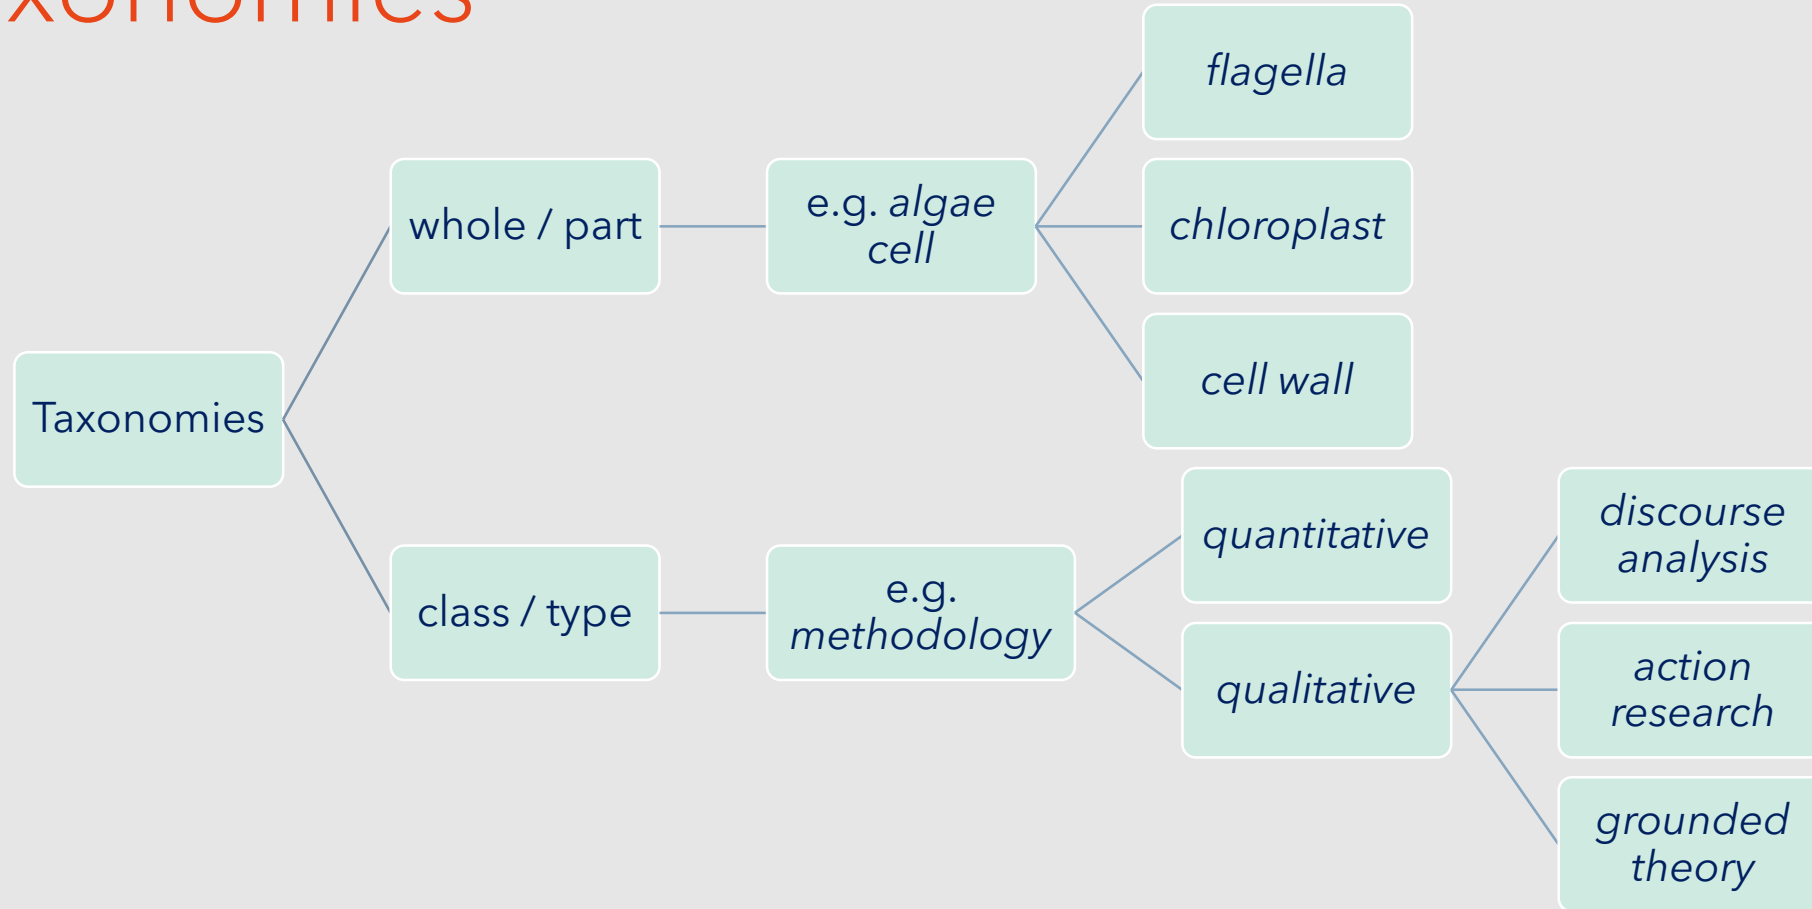 xonomies
flagella
whole / part
e.g. algae
cell
chloroplast
cell wall
Taxonomies
class / type
e.g.
methodology
quantitative
qualitative
discourse
analysis
action
research
grounded
theory